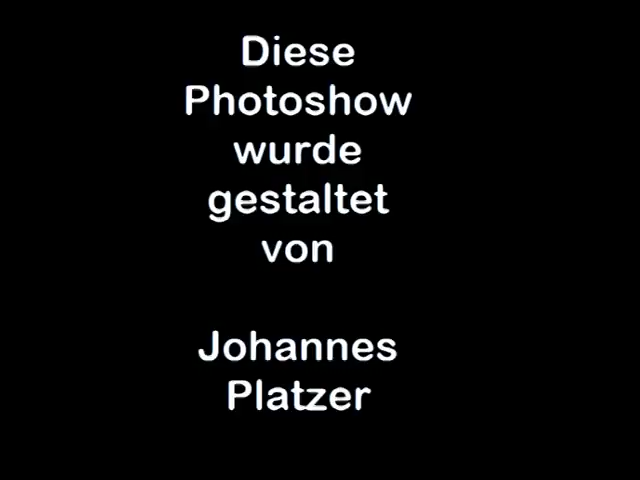 Diese
Photoshow
wurde
gestaltet
von
Johannes
Platzer